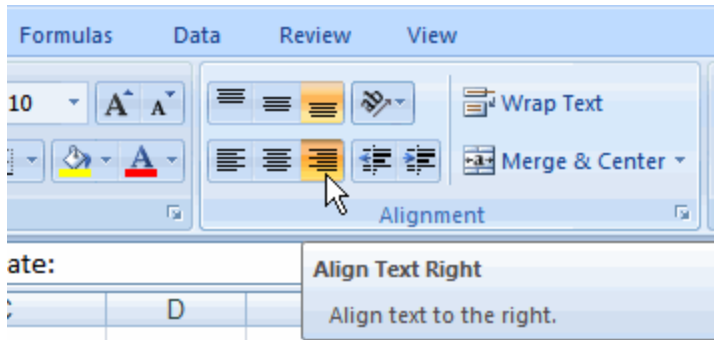 Formulas Data Review View
10 A A Wrap Text
A Merge & Center
Alignment
ate:
Align Text Right
D
Align text to the right.